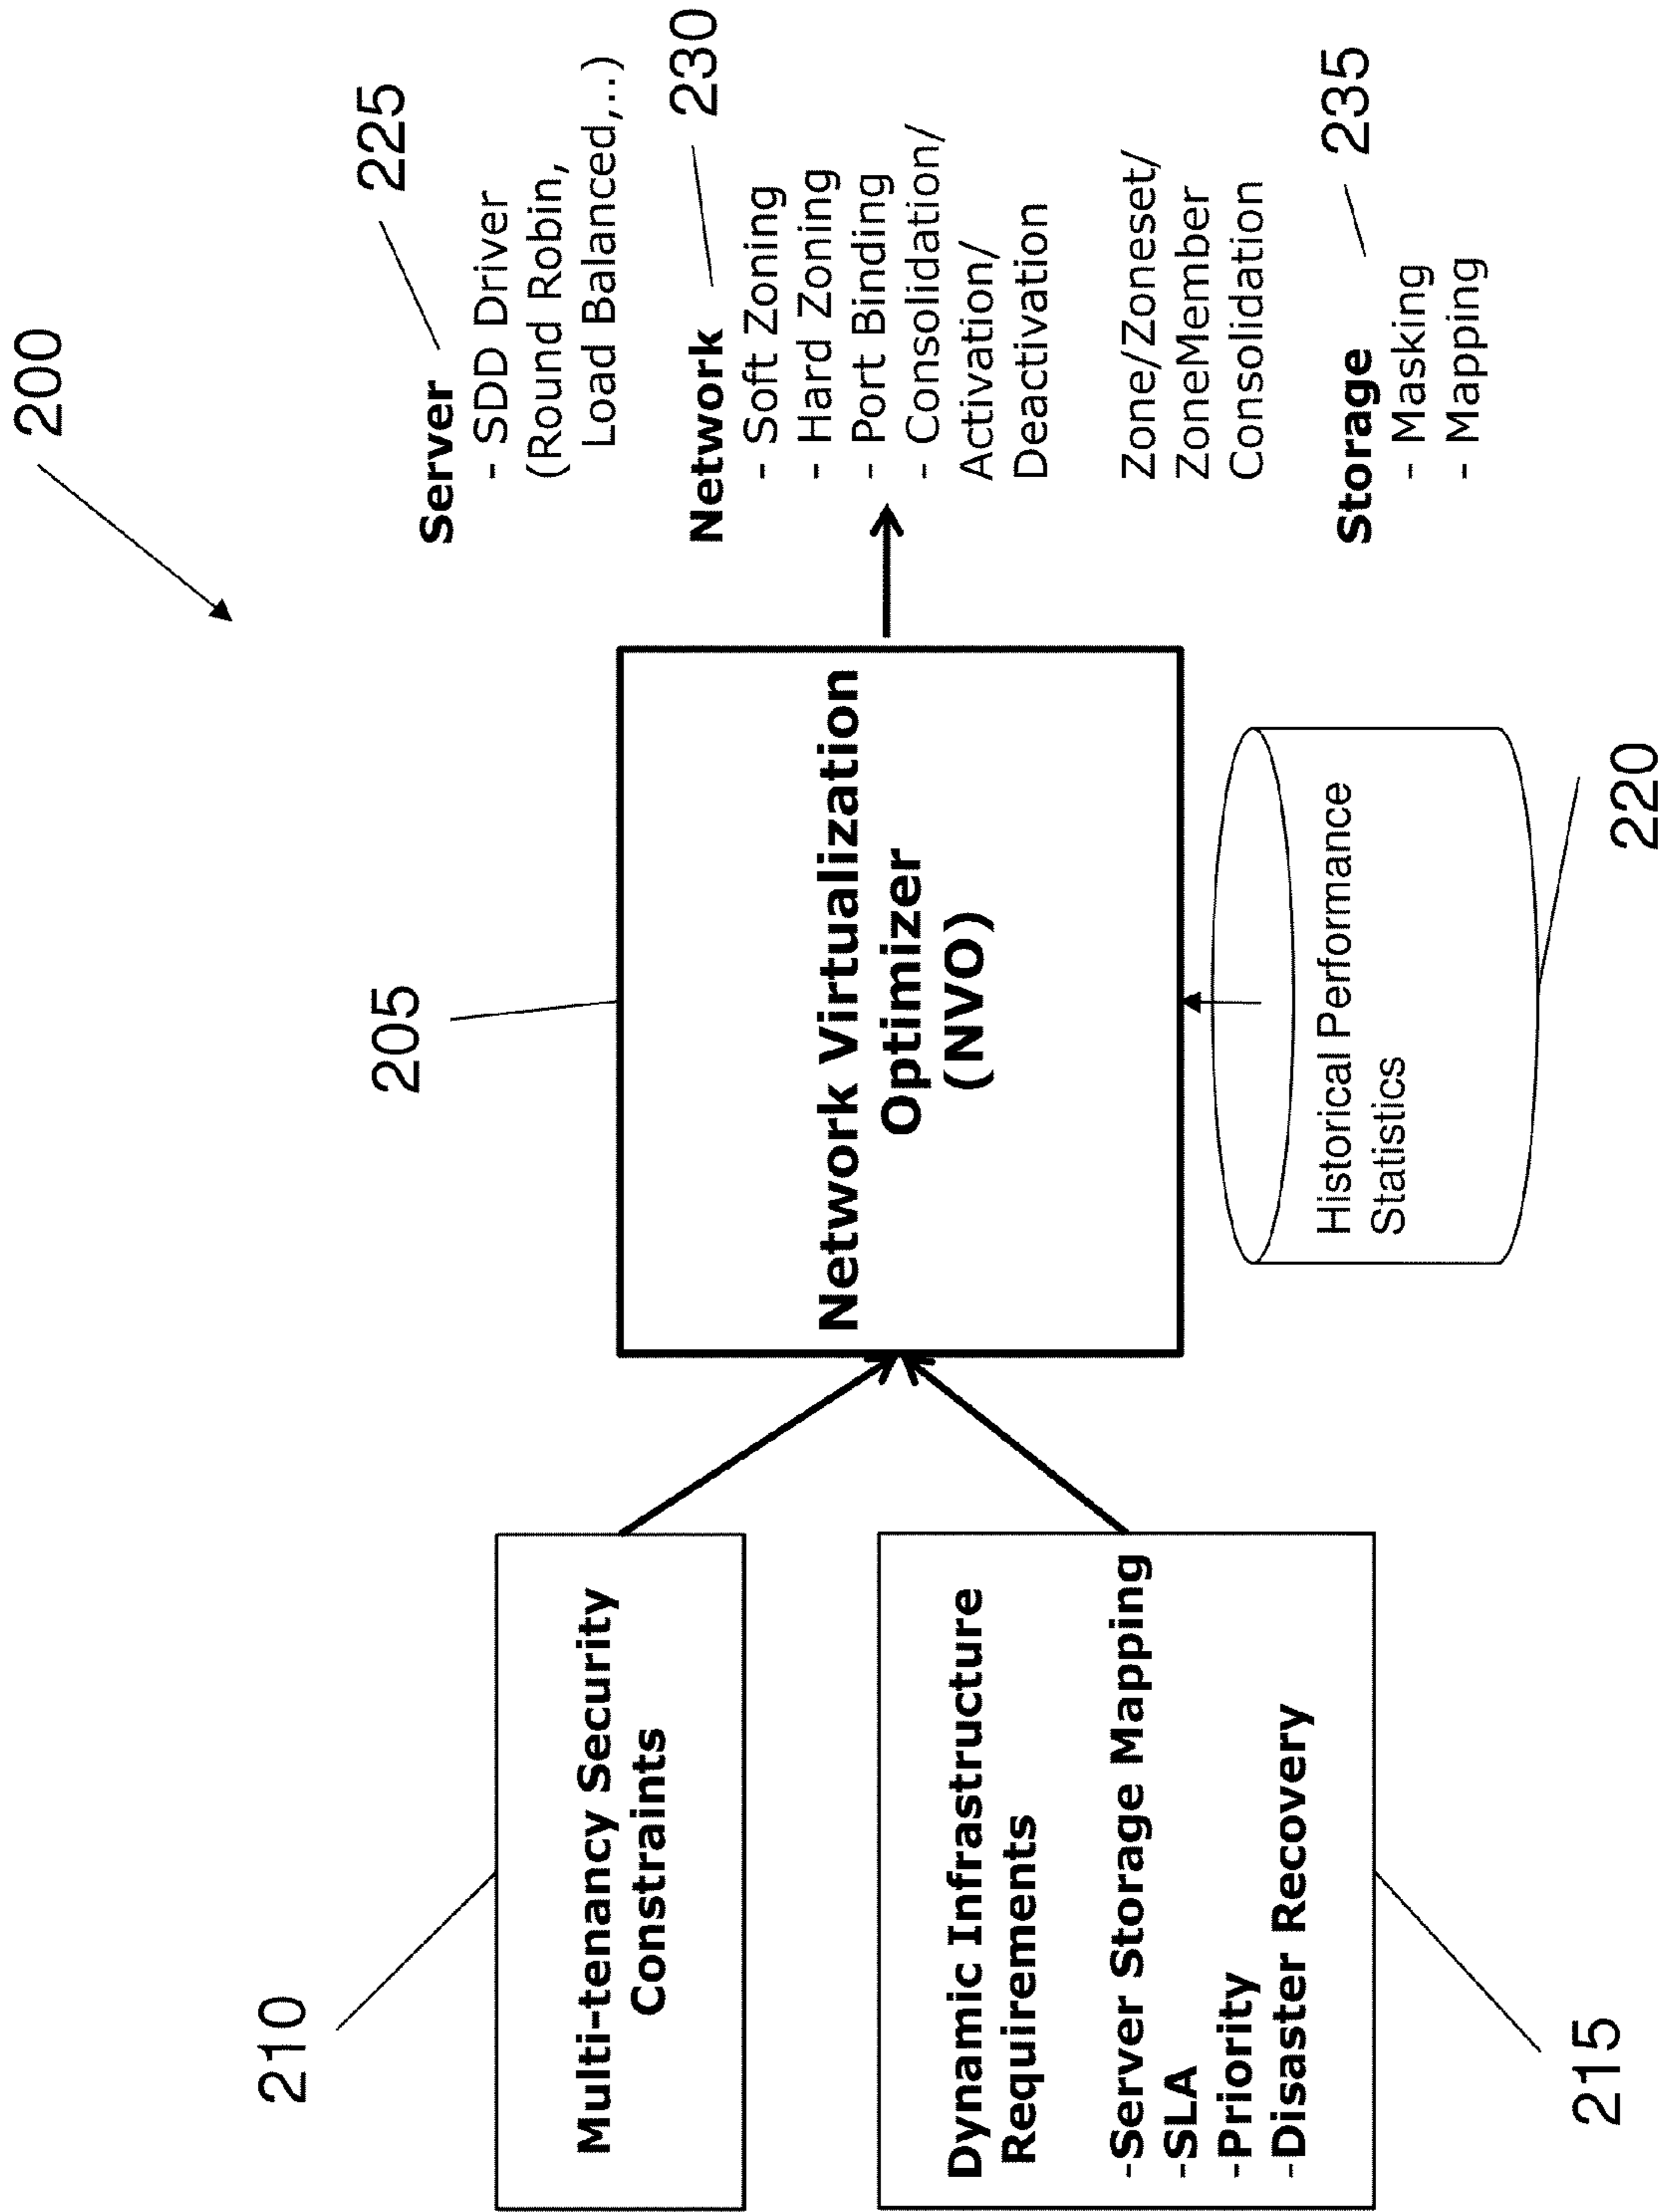 200
210
Multi-tenancy Security
Constraints
Dynamic Infrastructure
Requirements
-Server Storage Mapping
-SLA
-Priority
-Disaster Recovery
215
205
Network Virtualization
Optimizer
(NVO)
Historical Performance
Statistics
220
Server 225
- SDD Driver
(Round Robin,
Load Balanced,..)
Network 230
- Soft Zoning
- Hard Zoning
- Port Binding
- Consolidation/
Activation/
Deactivation
Zone/Zoneset/
ZoneMember
Consolidation
Storage 235
- Masking
- Mapping